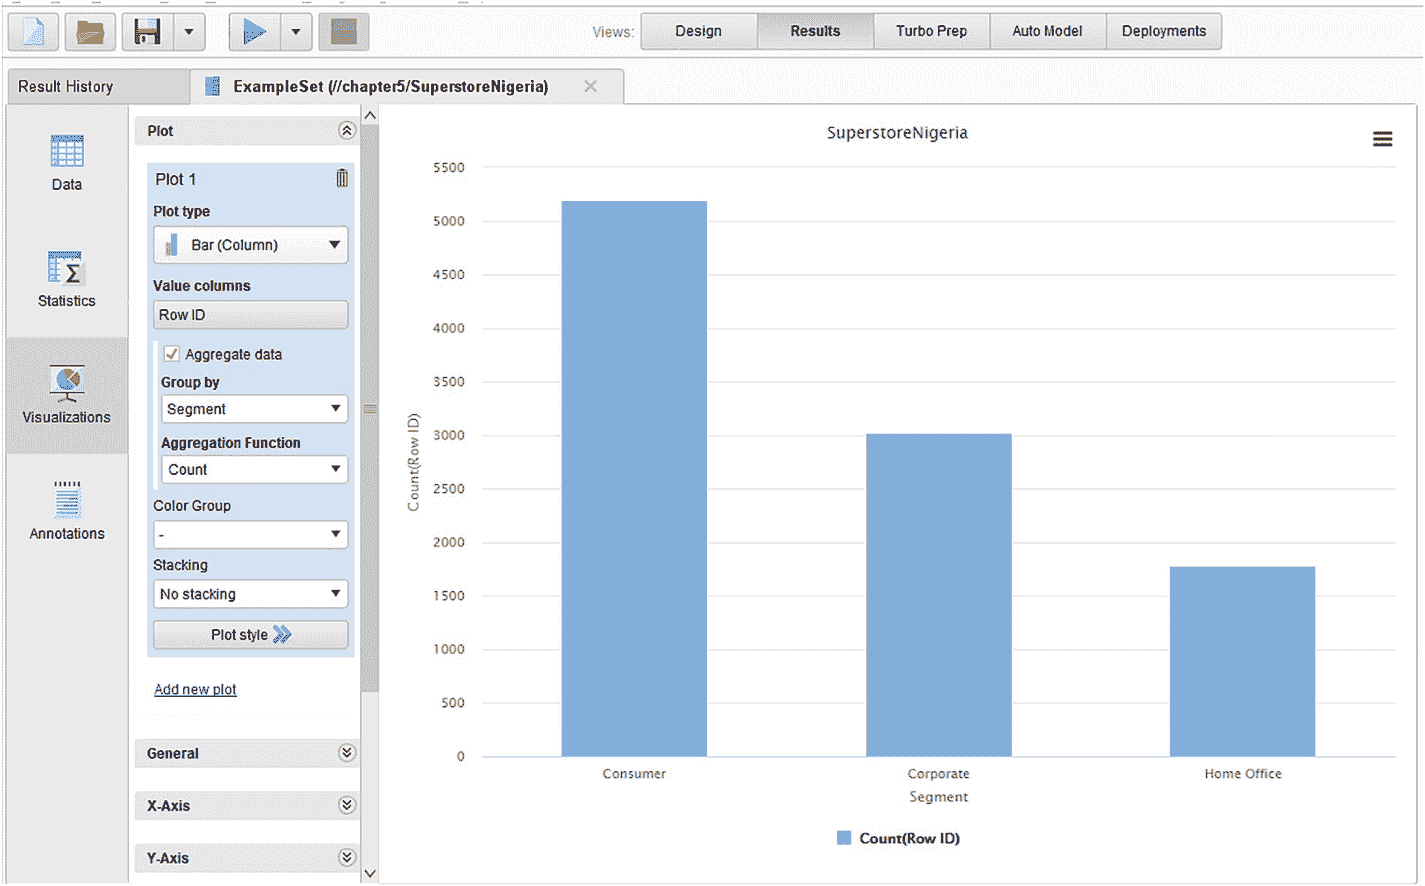 Views: Design Results Turbo Prep Auto Model Deployments
Result History ExampleSet (//chapter5/SuperstoreNigeria)
Data
Statistics
Visualizations
Annotations
Plot
Plot 1
Plot type
Bar (Column)
Value columns
Row ID
Aggregate data
Group by
Segment
Aggregation Function
Count
Color Group
-
Stacking
No stacking
Plot style
Add new plot
General
X-Axis
Y-Axis
SuperstoreNigeria
Count(Row ID)
5500
5000
4500
4000
3500
3000
2500
2000
1500
1000
500
0
Consumer Corporate Home Office
Segment
Count(Row ID)